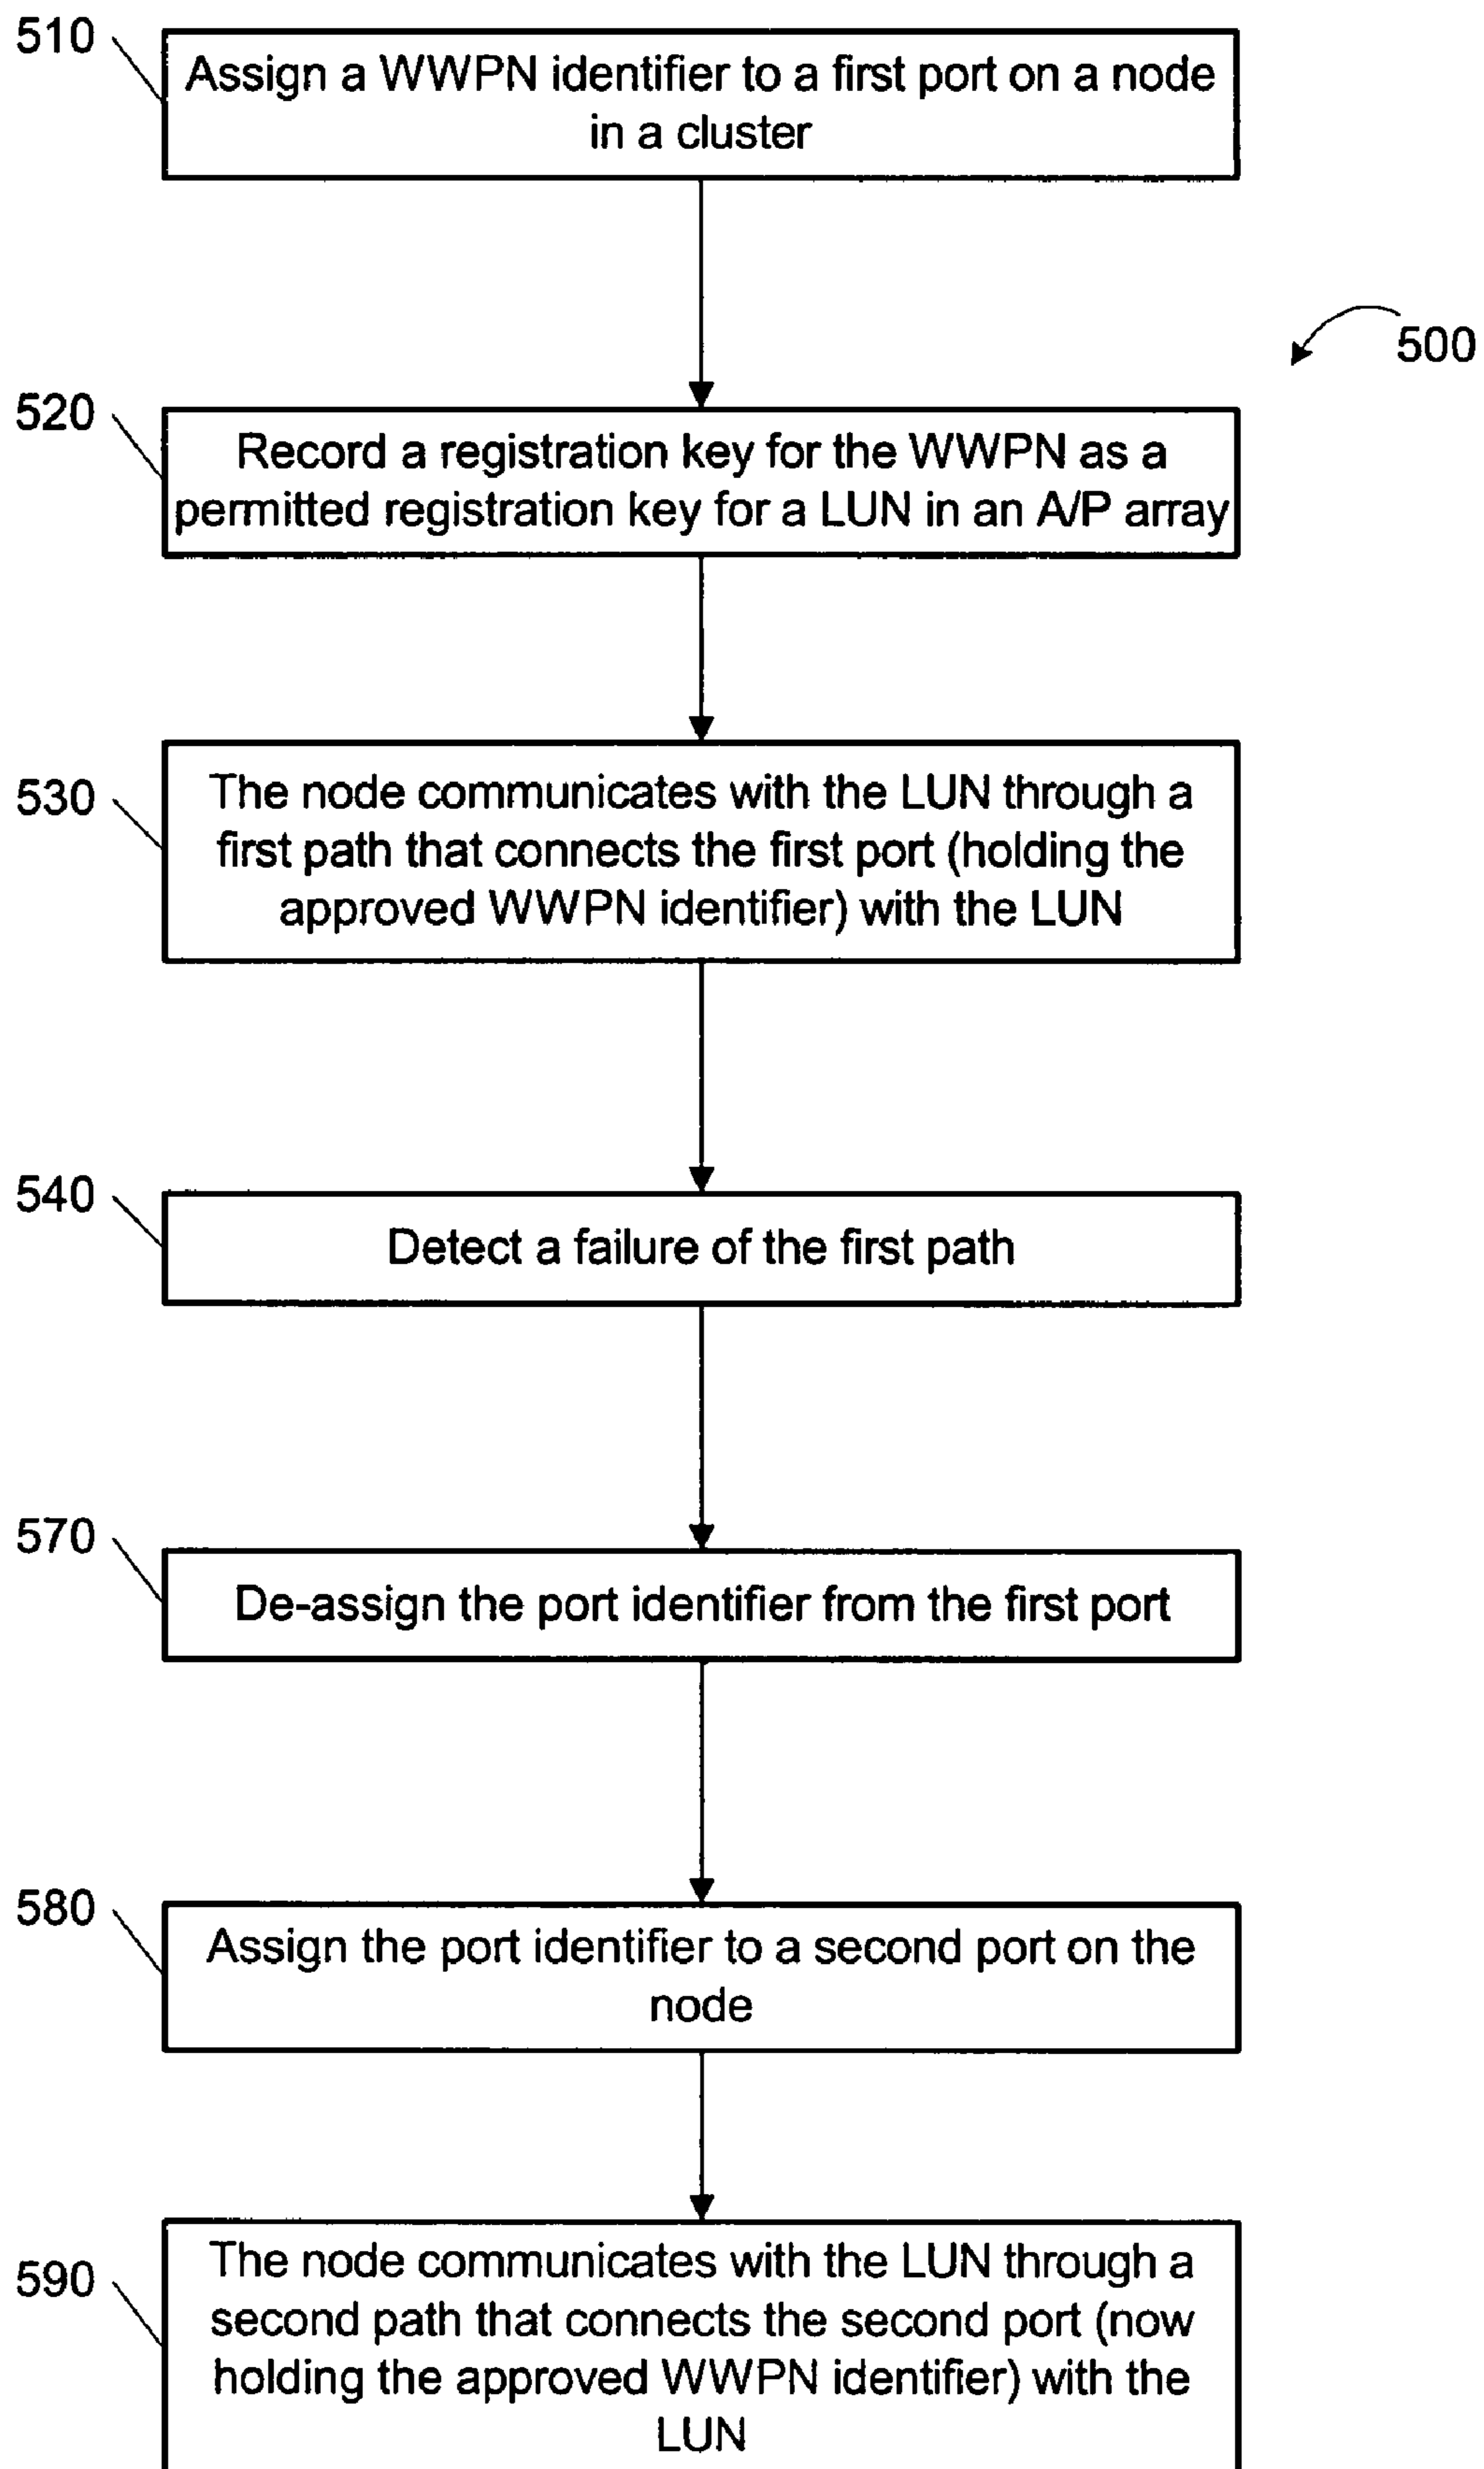 510
Assign a WWPN identifier to a first port on a node
in a cluster
500
520
Record a registration key for the WWPN as a
permitted registration key for a LUN in an A/P array
530
The node communicates with the LUN through a
first path that connects the first port (holding the
approved WWPN identifier) with the LUN
540
Detect a failure of the first path
570
De-assign the port identifier from the first port
580
Assign the port identifier to a second port on the
node
590
The node communicates with the LUN through a
second path that connects the second port (now
holding the approved WWPN identifier) with the
LUN